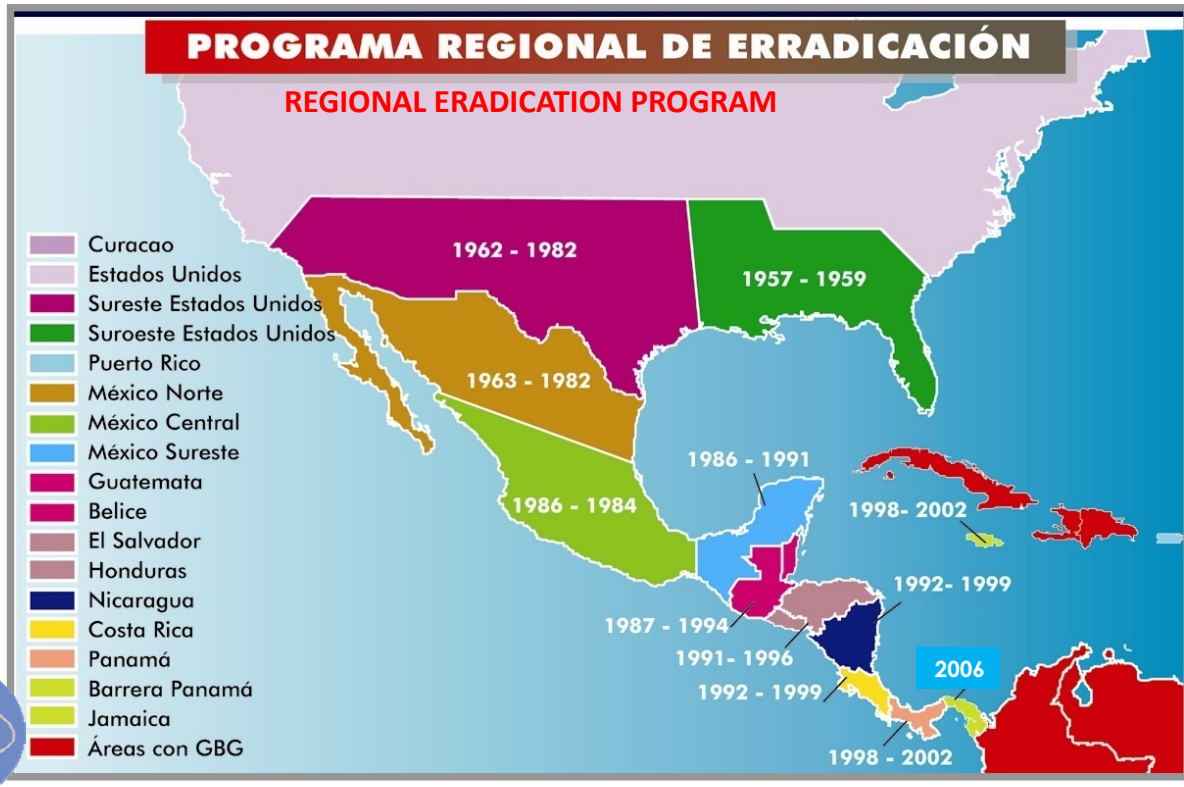 PROGRAMA REGIONAL DE ERRADICACIÓN
REGIONAL ERADICATION PROGRAM
Curacao
Estados Unidos
Sureste Estados Unidos
Suroeste Estados Unidos
Puerto Rico
México Norte
México Central
México Sureste
Guatemata
Belice
El Salvador
Honduras
Nicaragua
Costa Rica
Panamá
Barrera Panamá
Jamaica
Áreas con GBG
1962 - 1982
1957 - 1959
1963 - 1982
1986 - 1991
1986 - 1984
1998- 2002
1992- 1999
1987 - 1994
1991- 1996
2006
1992 - 1999
1998 - 2002